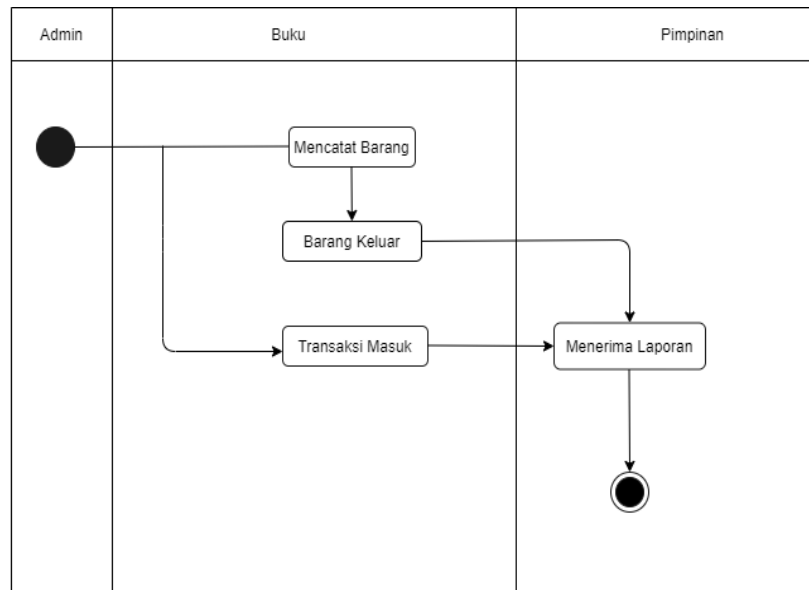 Admin
Buku
Pimpinan
Mencatat Barang
Barang Keluar
Transaksi Masuk
Menerima Laporan